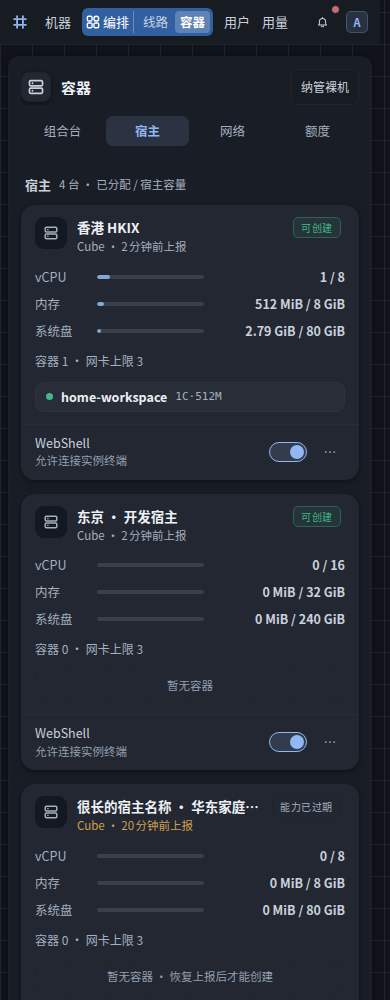 机器 编排 线路 容器 用户 用量 A
容器 纳管裸机
组合台 宿主 网络 额度
宿主 4 台 · 已分配 / 宿主容量
香港 HKIX 可创建
Cube · 2 分钟前上报
vCPU 1 / 8
内存 512 MiB / 8 GiB
系统盘 2.79 GiB / 80 GiB
容器 1 · 网卡上限 3
home-workspace 1C·512M
WebShell
允许连接实例终端 ···
东京 · 开发宿主 可创建
Cube · 2 分钟前上报
vCPU 0 / 16
内存 0 MiB / 32 GiB
系统盘 0 MiB / 240 GiB
容器 0 · 网卡上限 3
暂无容器
WebShell
允许连接实例终端 ···
很长的宿主名称 · 华东家庭… 能力已过期
Cube · 20 分钟前上报
vCPU 0 / 8
内存 0 MiB / 8 GiB
系统盘 0 MiB / 80 GiB
容器 0 · 网卡上限 3
暂无容器 · 恢复上报后才能创建